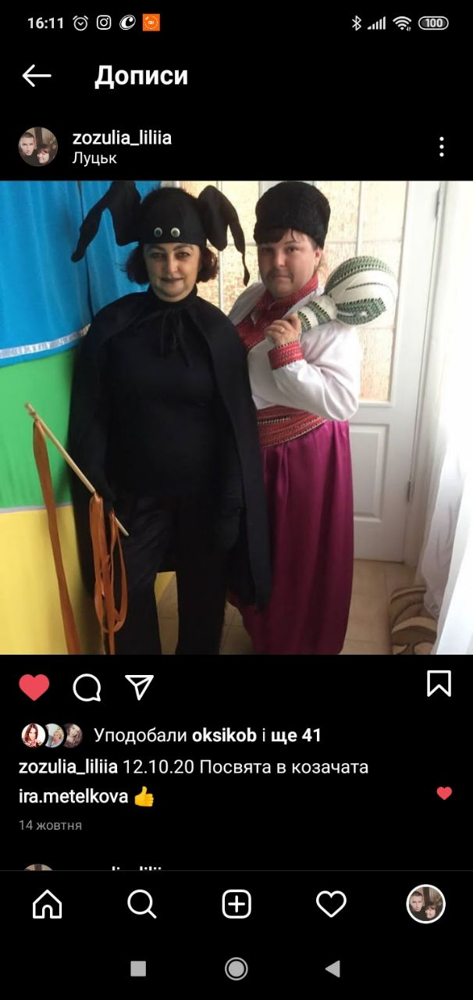 16:11
100
Дописи
zozulia_liliia
Луцьк
Уподобали oksikob і ще 41
zozulia_liliia 12.10.20 Посвята в козачата
ira.metelkova 👍
14 жовтня